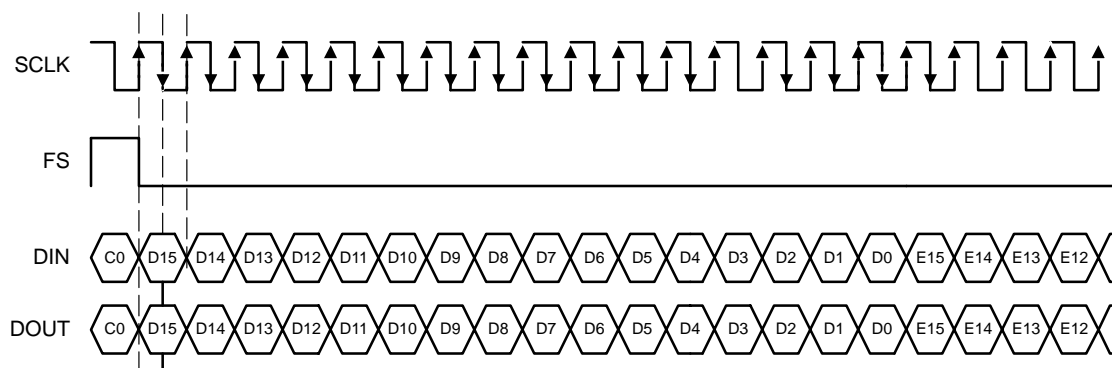 SCLK
FS
DIN C0 D15 D14 D13 D12 D11 D10 D9 D8 D7 D6 D5 D4 D3 D2 D1 D0 E15 E14 E13 E12
DOUT C0 D15 D14 D13 D12 D11 D10 D9 D8 D7 D6 D5 D4 D3 D2 D1 D0 E15 E14 E13 E12